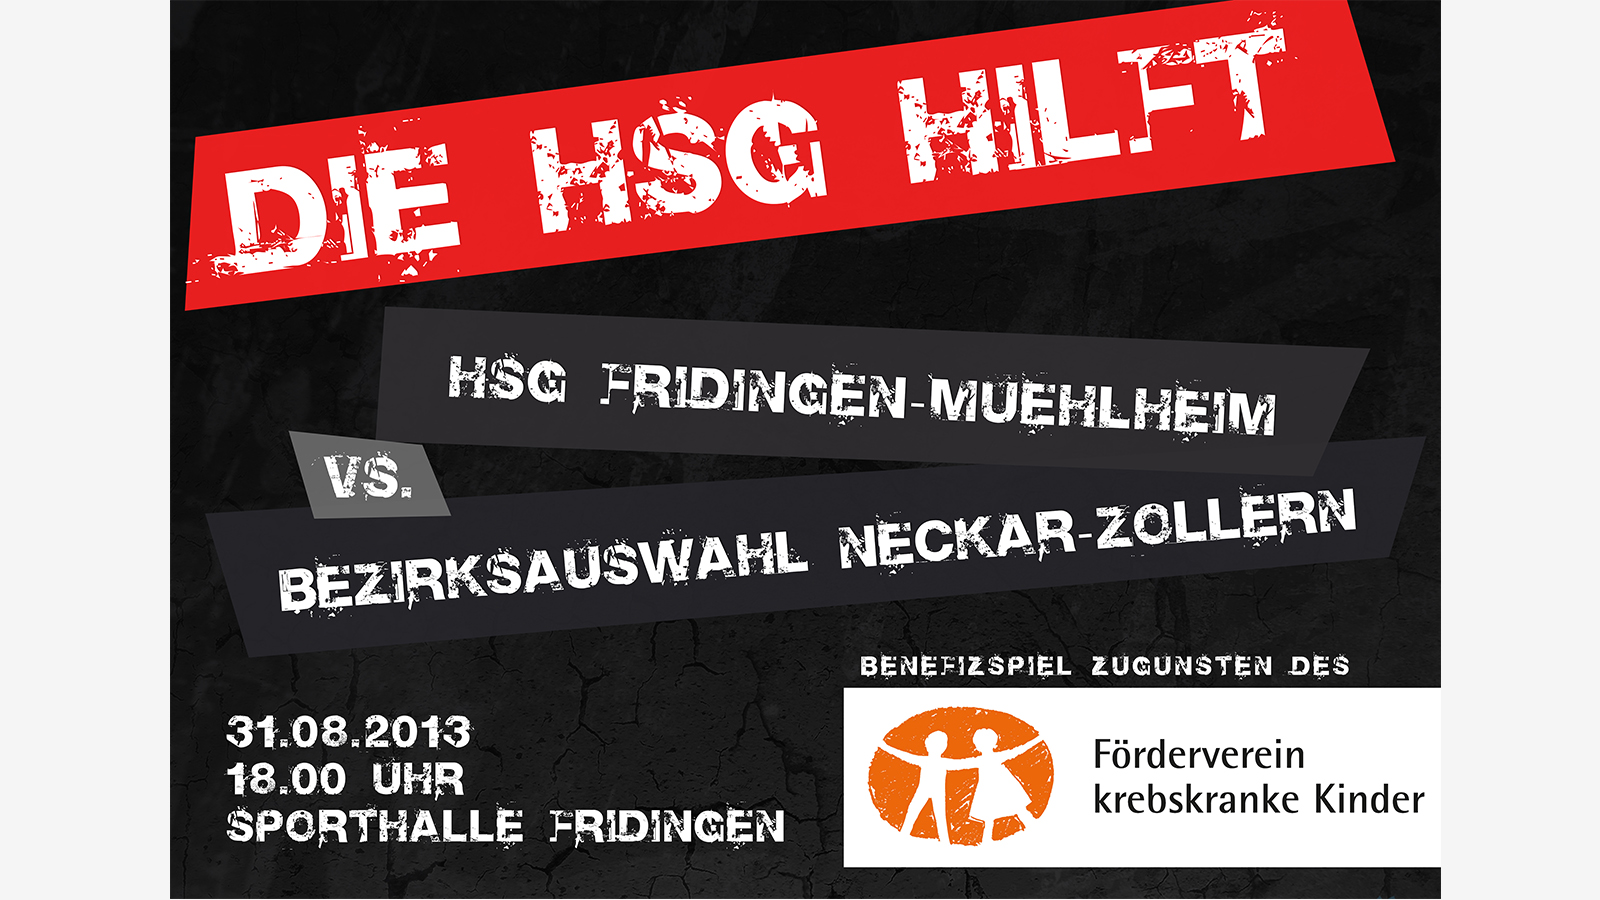 DIE HSG HILFT
HSG FRIDINGEN-MUEHLHEIM
VS.
BEZIRKSAUSWAHL NECKAR-ZOLLERN
BENEFIZSPIEL ZUGUNSTEN DES
Förderverein
krebskranke Kinder
31.08.2013
18.00 UHR
SPORTHALLE FRIDINGEN